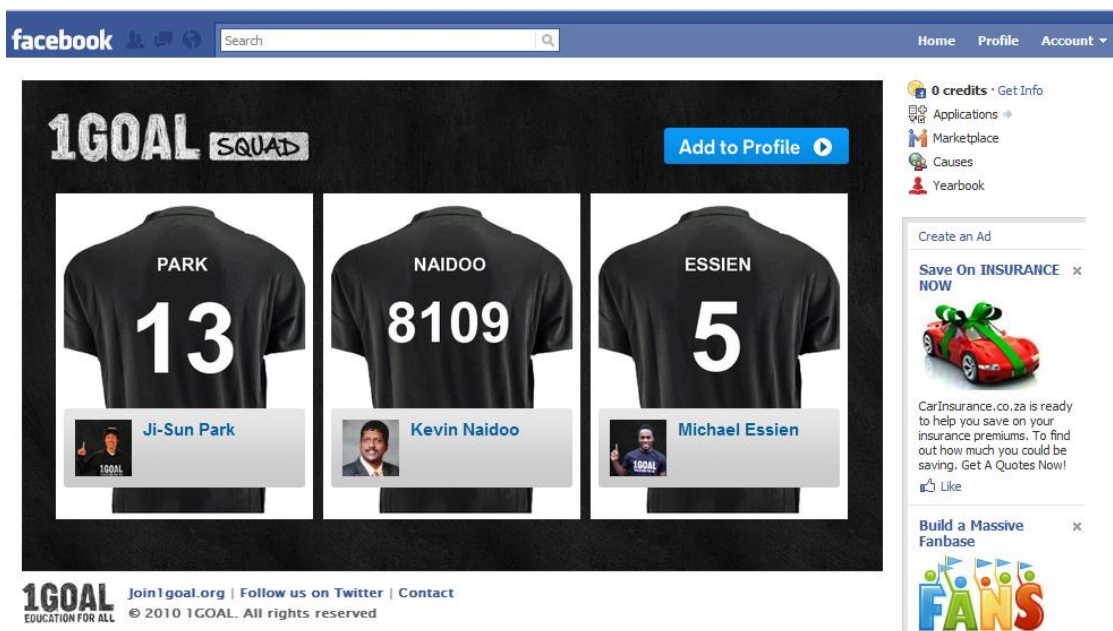 facebook
Search
Home Profile Account
1GOAL SQUAD
Add to Profile
PARK
13
Ji-Sun Park
1GOAL
NAIDOO
8109
Kevin Naidoo
ESSIEN
5
Michael Essien
1GOAL
1GOAL
EDUCATION FOR ALL
Join1goal.org | Follow us on Twitter | Contact
© 2010 1GOAL. All rights reserved
0 credits · Get Info
Applications
Marketplace
Causes
Yearbook
Create an Ad
Save On INSURANCE
NOW
CarInsurance.co.za is ready
to help you save on your
insurance premiums. To find
out how much you could be
saving. Get A Quotes Now!
Like
Build a Massive
Fanbase
FANS